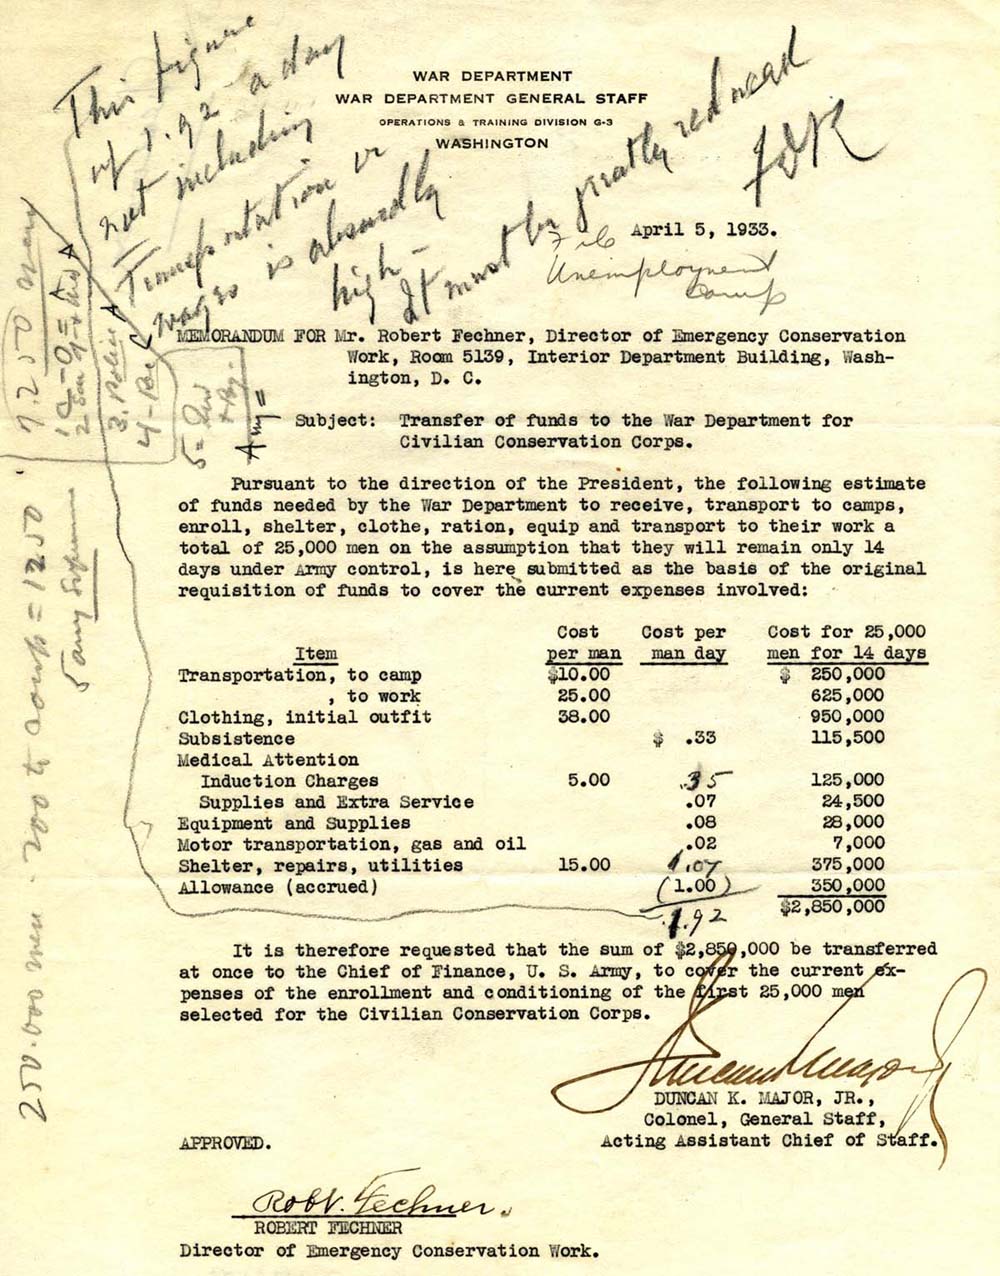 This figure
of 1.92 a day
not including
Transportation or
wages is absurdly
high -
It must be greatly reduced
FDR
WAR DEPARTMENT
WAR DEPARTMENT GENERAL STAFF
OPERATIONS & TRAINING DIVISION G-3
WASHINGTON
April 5, 1933.
File
Unemployment
camp
MEMORANDUM FOR Mr. Robert Fechner, Director of Emergency Conservation
Work, Room 5139, Interior Department Building, Wash-
ington, D. C.
Subject: Transfer of funds to the War Department for
Civilian Conservation Corps.
Pursuant to the direction of the President, the following estimate
of funds needed by the War Department to receive, transport to camps,
enroll, shelter, clothe, ration, equip and transport to their work a
total of 25,000 men on the assumption that they will remain only 14
days under Army control, is here submitted as the basis of the original
requisition of funds to cover the current expenses involved:
Cost Cost per Cost for 25,000
Item per man man day men for 14 days
Transportation, to camp $10.00 $ 250,000
, to work 25.00 625,000
Clothing, initial outfit 38.00 950,000
Subsistence $ .33 115,500
Medical Attention
Induction Charges 5.00 .35 125,000
Supplies and Extra Service .07 24,500
Equipment and Supplies .08 28,000
Motor transportation, gas and oil .02 7,000
Shelter, repairs, utilities 15.00 1.07 375,000
Allowance (accrued) (1.00) 350,000
1.92 $2,850,000
It is therefore requested that the sum of $2,850,000 be transferred
at once to the Chief of Finance, U. S. Army, to cover the current ex-
penses of the enrollment and conditioning of the first 25,000 men
selected for the Civilian Conservation Corps.
Duncan K Major Jr
DUNCAN K. MAJOR, JR.,
Colonel, General Staff,
Acting Assistant Chief of Staff.
APPROVED.
Robt. Fechner.
ROBERT FECHNER
Director of Emergency Conservation Work.
250.000 men - 200 to camp = 1250
5
7.250
1 C-O =
2
3.
4 -
5 =
Army =